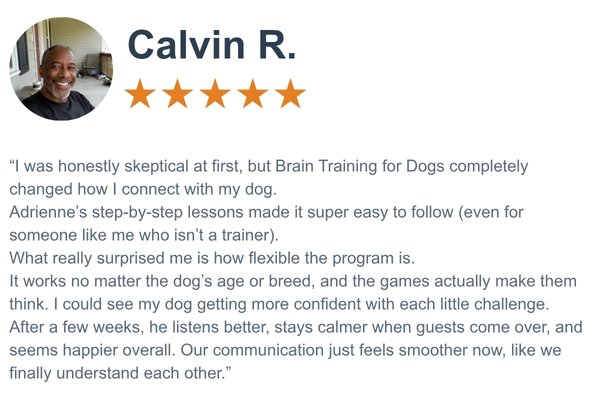 Calvin R.
“I was honestly skeptical at first, but Brain Training for Dogs completely
changed how I connect with my dog.
Adrienne’s step-by-step lessons made it super easy to follow (even for
someone like me who isn’t a trainer).
What really surprised me is how flexible the program is.
It works no matter the dog’s age or breed, and the games actually make them
think. I could see my dog getting more confident with each little challenge.
After a few weeks, he listens better, stays calmer when guests come over, and
seems happier overall. Our communication just feels smoother now, like we
finally understand each other.”